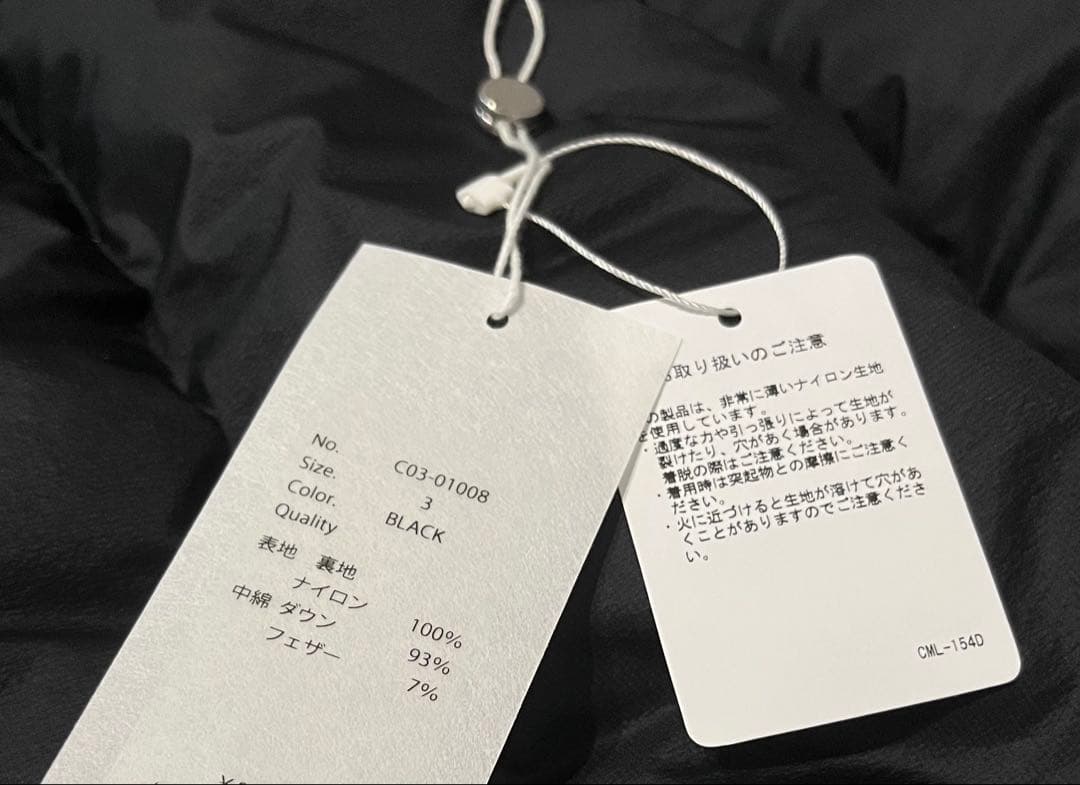 No. C03-01008
Size. 3
Color. BLACK
Quality
表地 裏地
ナイロン 100%
中綿 ダウン 93%
フェザー 7%
取り扱いのご注意
の製品は、非常に薄いナイロン生地
を使用しています。
・過度な力や引っ張りによって生地が
裂けたり、穴があく場合があります。
着脱の際はご注意ください。
・着用時は突起物との摩擦にご注意く
ださい。
・火に近づけると生地が溶けて穴があ
くことがありますのでご注意くださ
い。
CML-154D